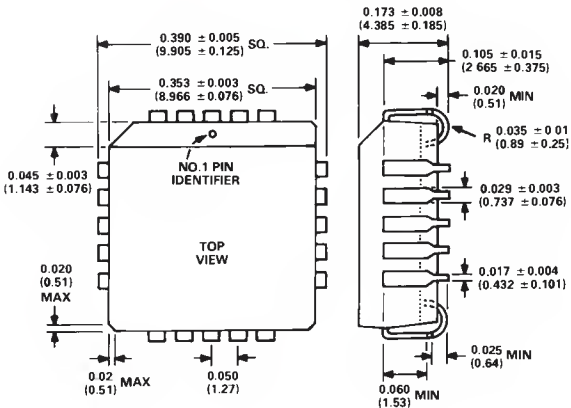 0.390 ±0.005
(9.905 ±0.125) SQ.
0.353 ±0.003
(8.966 ±0.076) SQ.
0.173 ±0.008
(4.385 ±0.185)
0.105 ±0.015
(2 665 ±0.375)
0.020
(0.51) MIN
R 0.035 ±0 01
(0.89 ±0.25)
0.045 ±0.003
(1.143 ±0.076)
NO.1 PIN
IDENTIFIER
0.029 ±0.003
(0.737 ±0.076)
TOP
VIEW
0.020
(0.51)
MAX
0.017 ±0.004
(0.432 ±0.101)
0.02
(0.51) MAX
0.050
(1.27)
0.025
(0.64) MIN
0.060
(1.53) MIN